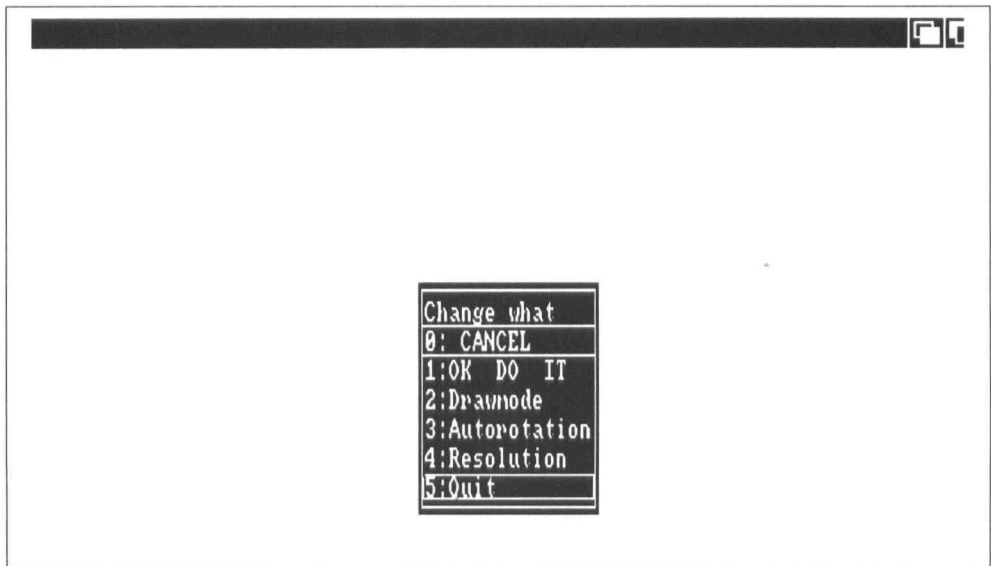 Change what
0: CANCEL
1:OK DO IT
2:Drawmode
3:Autorotation
4:Resolution
5:Quit